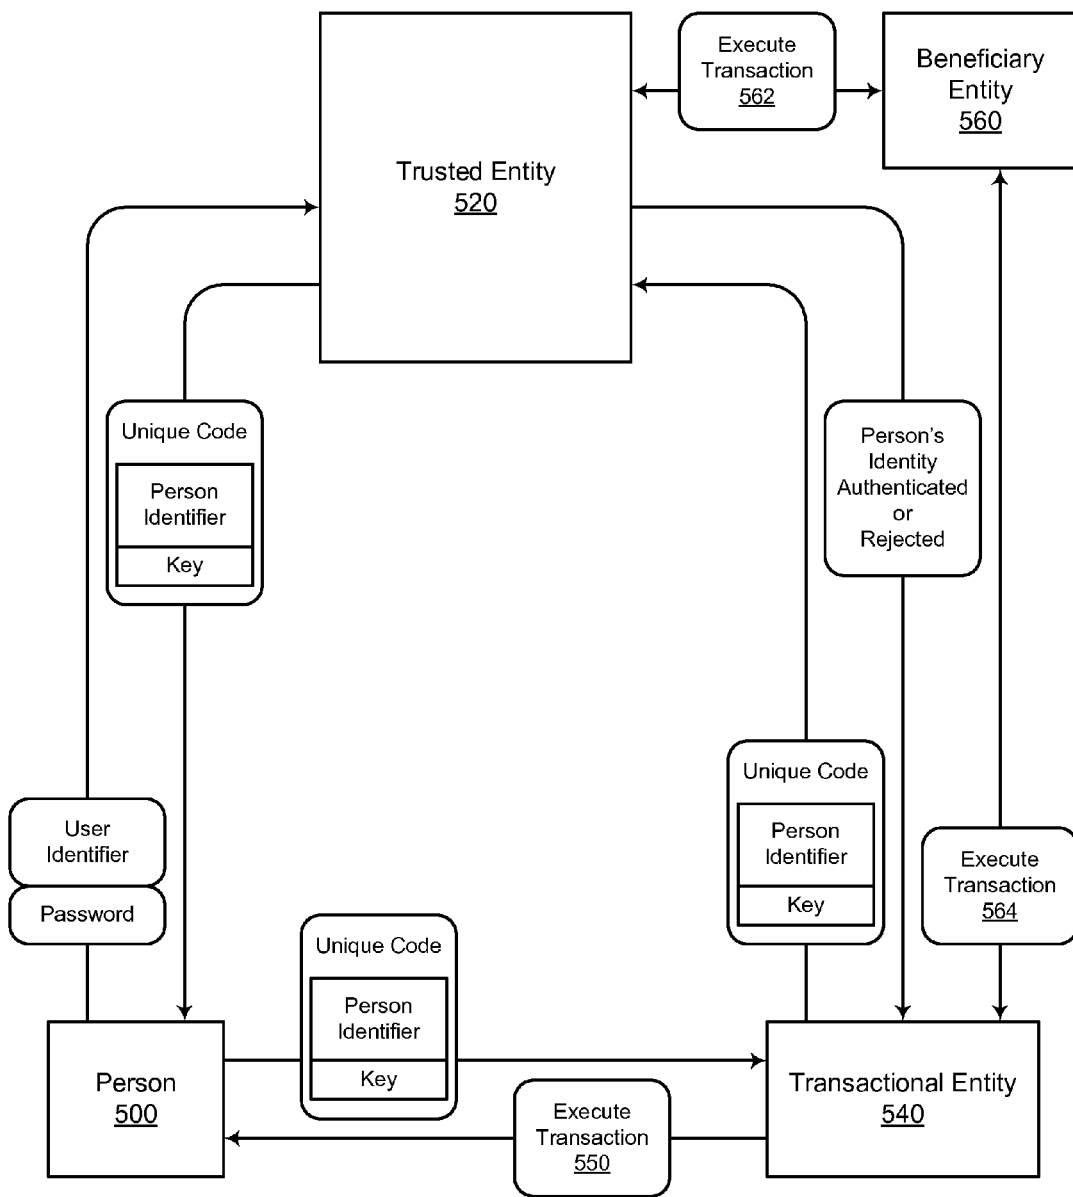 Execute
Transaction
562
Beneficiary
Entity
560
Trusted Entity
520
Unique Code
Person
Identifier
Key
Person’s
Identity
Authenticated
or
Rejected
Unique Code
Person
Identifier
Key
User
Identifier
Password
Execute
Transaction
564
Unique Code
Person
Identifier
Key
Person
500
Transactional Entity
540
Execute
Transaction
550